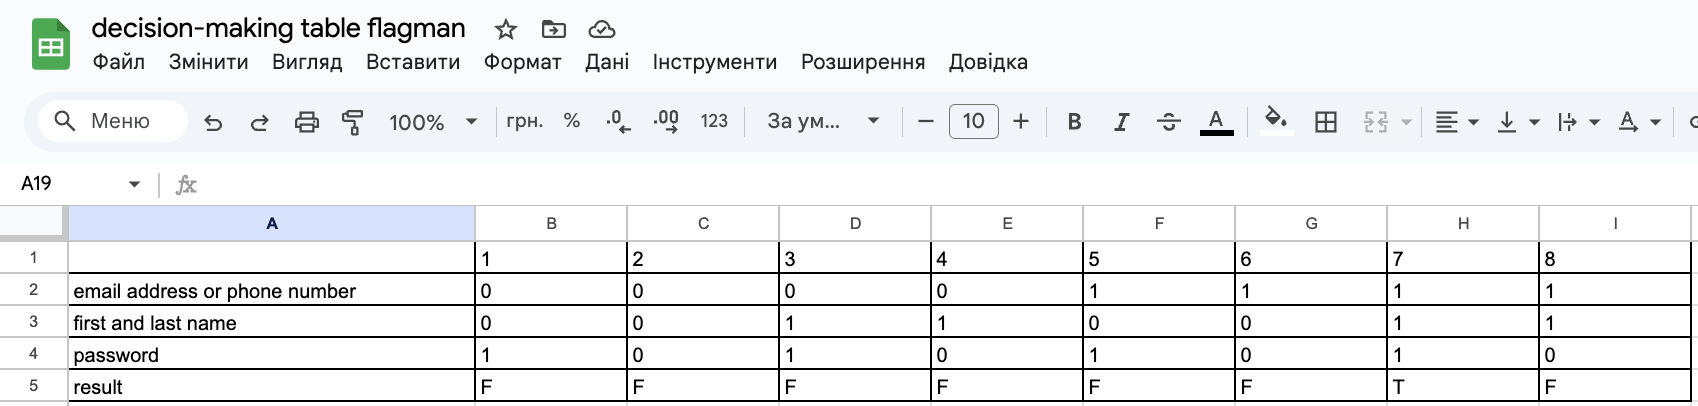 decision-making table flagman
Файл Змінити Вигляд Вставити Формат Дані Інструменти Розширення Довідка
Меню 100% грн. % .0 .00 123 За ум... 10 B I S A A
A19 fx
A B C D E F G H I
1 1 2 3 4 5 6 7 8
2 email address or phone number 0 0 0 0 1 1 1 1
3 first and last name 0 0 1 1 0 0 1 1
4 password 1 0 1 0 1 0 1 0
5 result F F F F F F T F